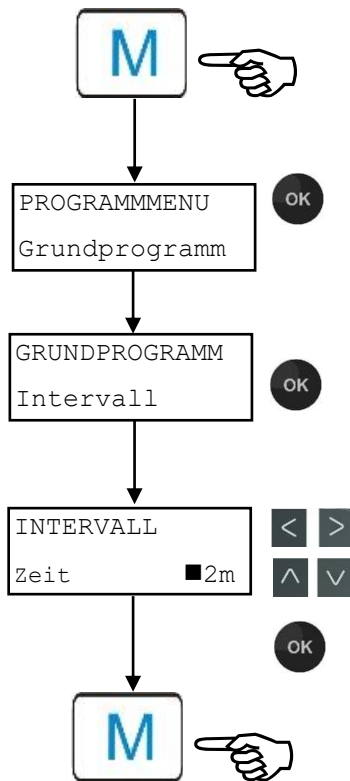 M
PROGRAMMMENU
OK
Grundprogramm
GRUNDPROGRAMM
OK
Intervall
INTERVALL
< >
Zeit ■2m
∧ ∨
OK
M